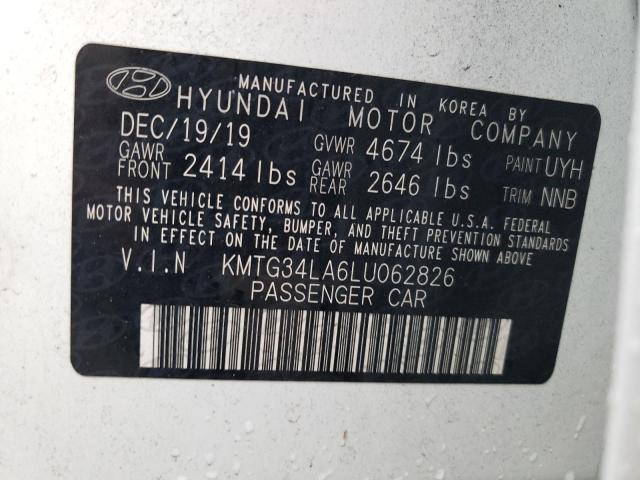 MANUFACTURED IN KOREA BY
HYUNDAI MOTOR COMPANY
DEC/19/19 GVWR 4674 lbs PAINT UYH
GAWR FRONT 2414 lbs GAWR REAR 2646 lbs TRIM NNB
THIS VEHICLE CONFORMS TO ALL APPLICABLE U.S.A. FEDERAL
MOTOR VEHICLE SAFETY, BUMPER, AND THEFT PREVENTION STANDARDS
IN EFFECT ON THE DATE OF MANUFACTURE SHOWN ABOVE.
V.I.N KMTG34LA6LU062826
PASSENGER CAR